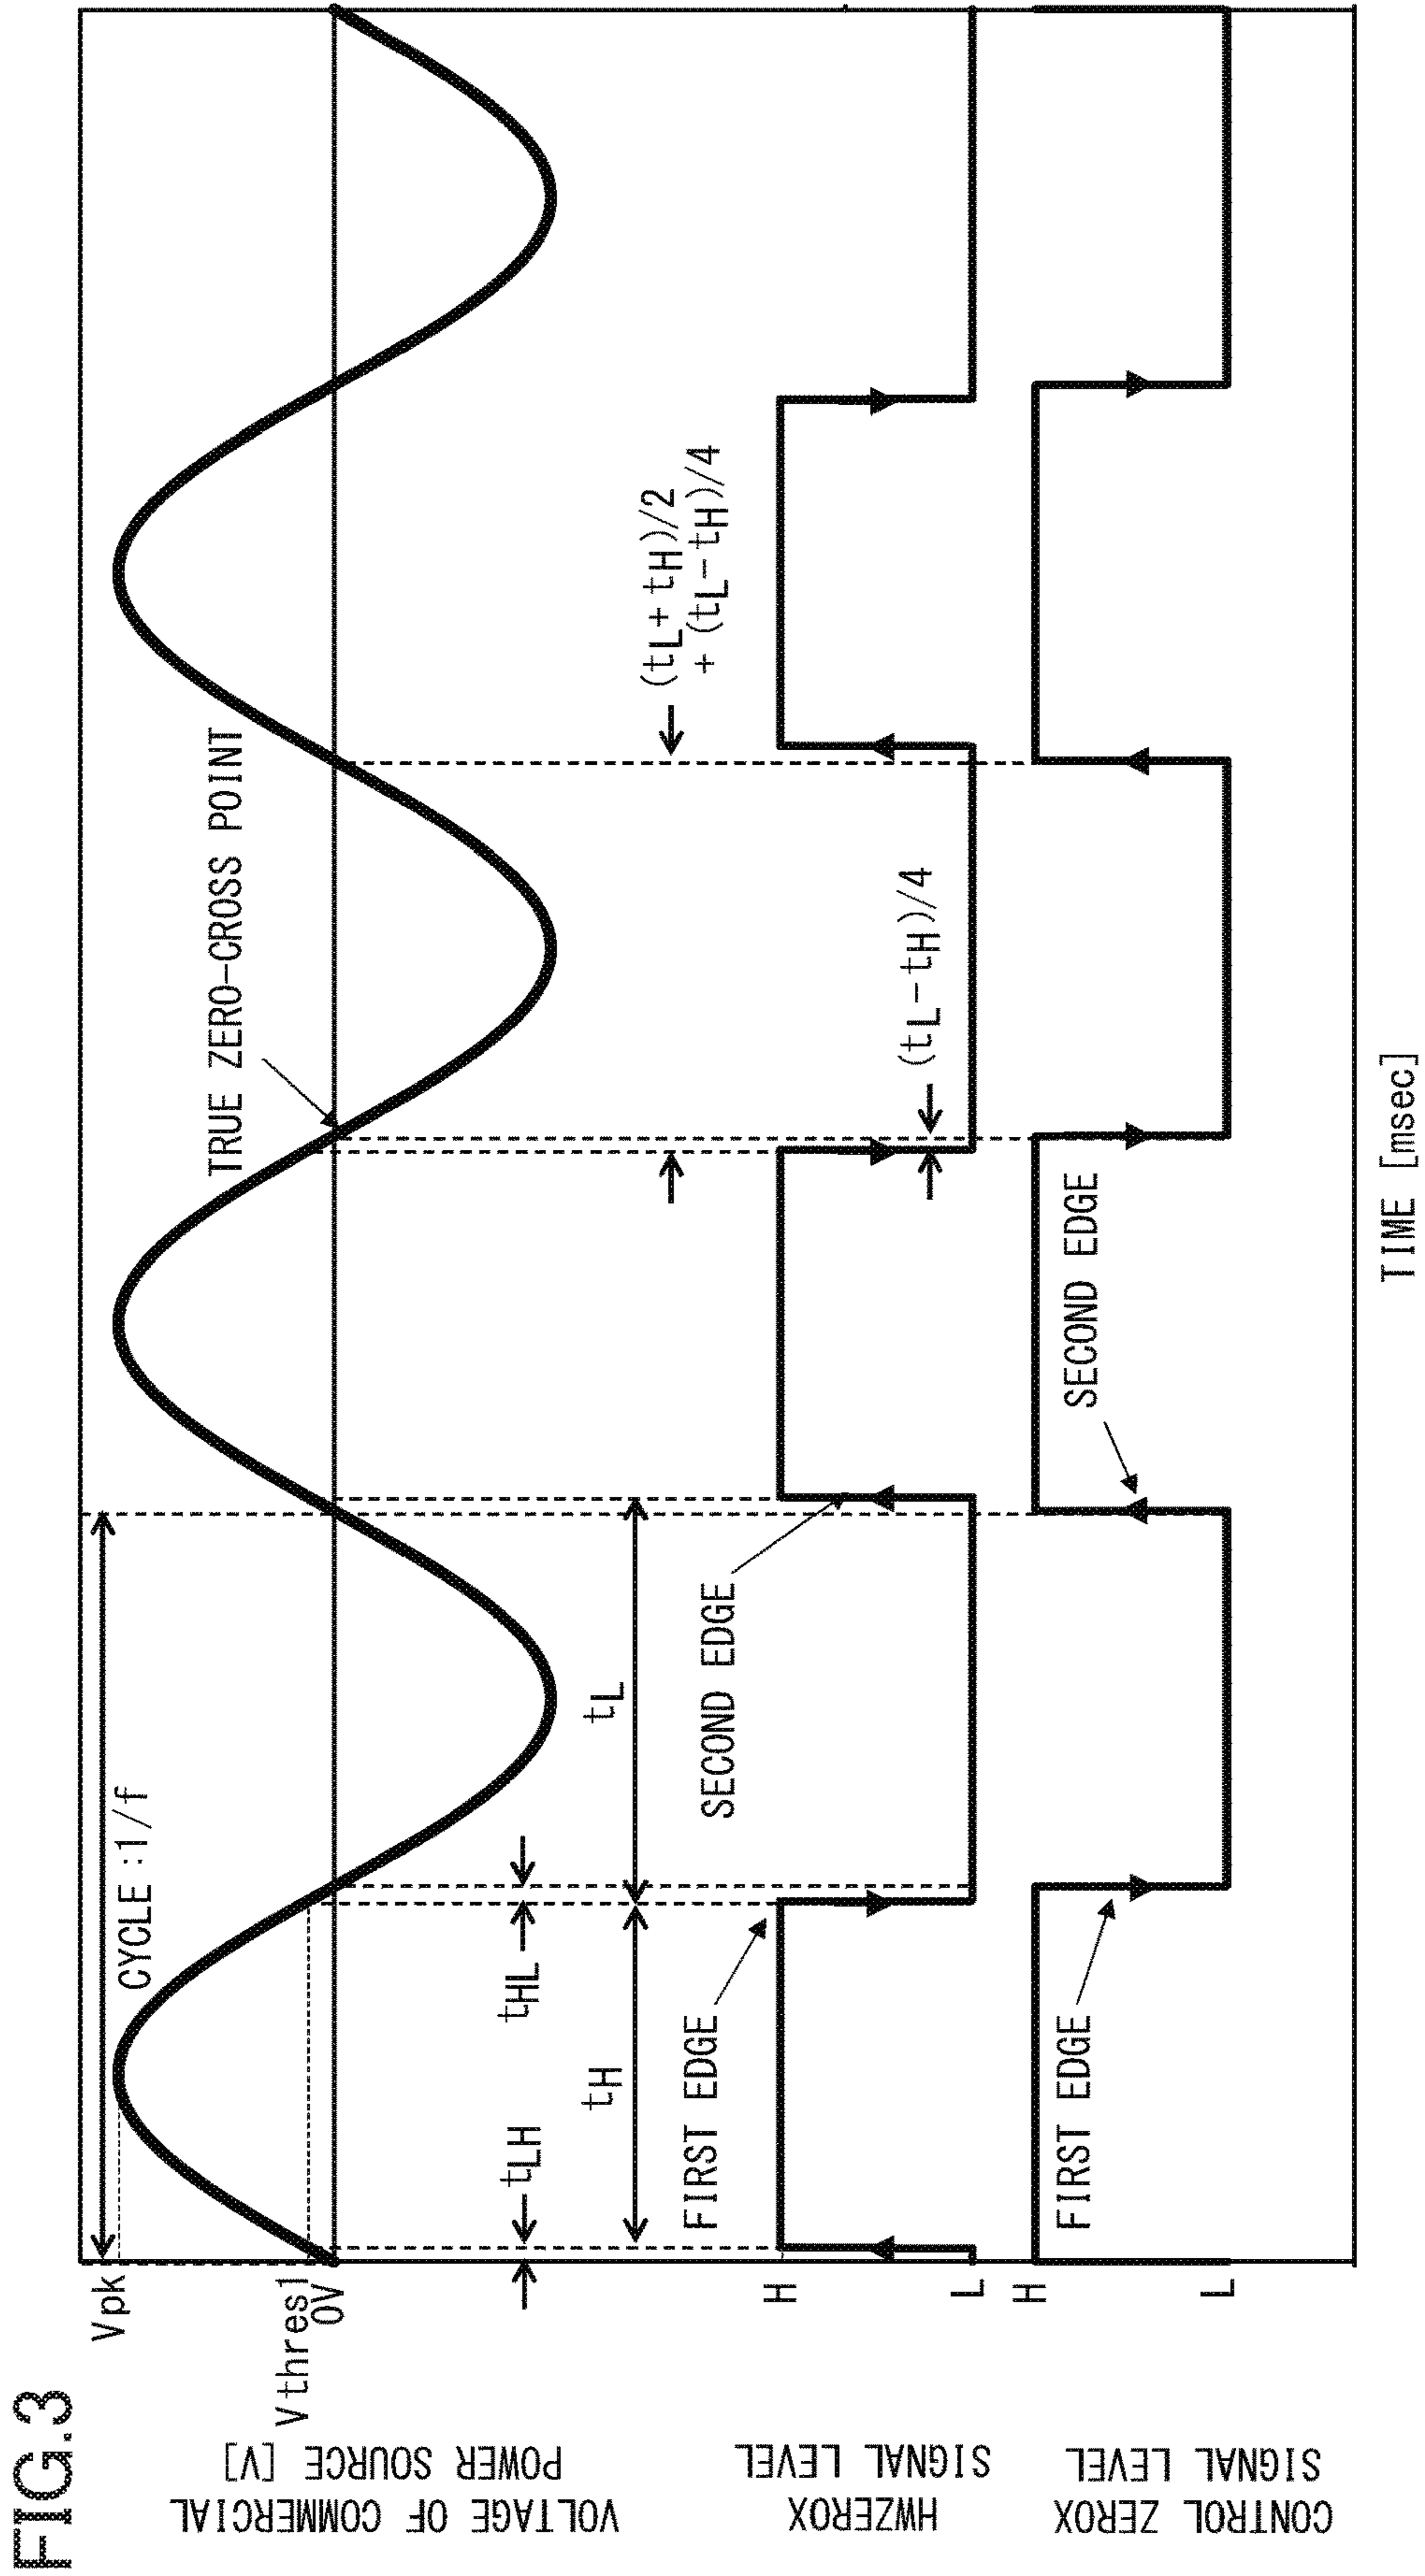 FIG.3
VOLTAGE OF COMMERCIAL
POWER SOURCE [V]
Vpk
Vthres1
0V
CYCLE:1/f
TRUE ZERO-CROSS POINT
tLH
tHL
tH
tL
(tL+tH)/2
+(tL-tH)/4
HWZEROX
SIGNAL LEVEL
H
L
FIRST EDGE
SECOND EDGE
(tL-tH)/4
CONTROL ZEROX
SIGNAL LEVEL
H
L
FIRST EDGE
SECOND EDGE
TIME [msec]